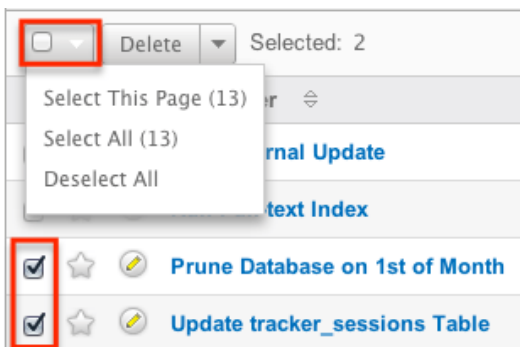 Delete
Selected: 2
Select This Page (13)
er
Select All (13)
rnal Update
Deselect All
text Index
Prune Database on 1st of Month
Update tracker_sessions Table